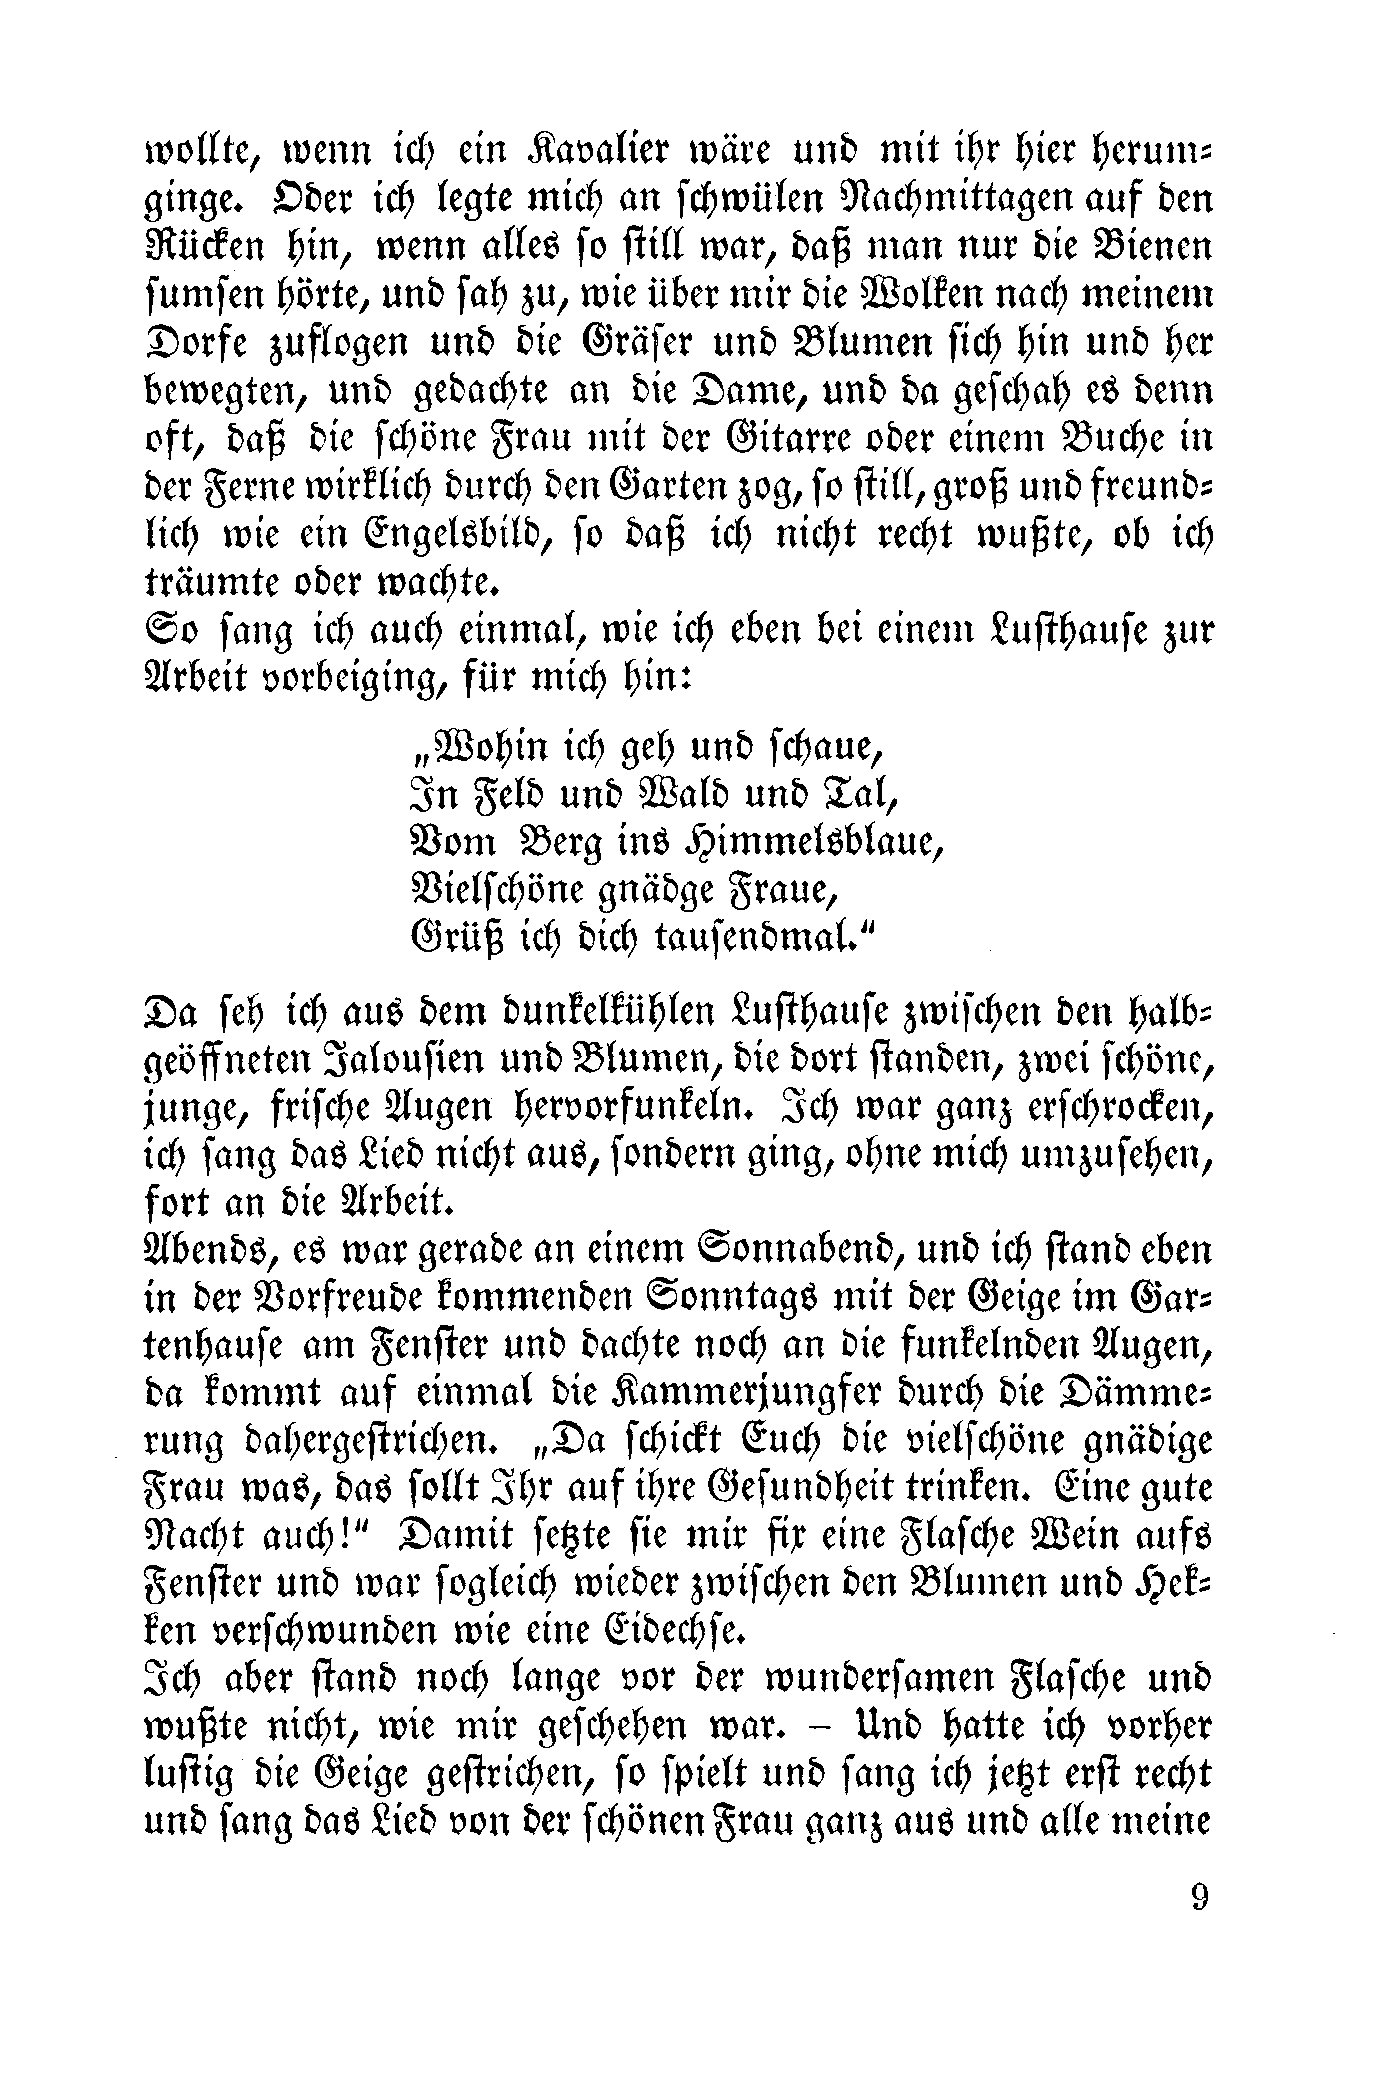 wollte, wenn ich ein Kavalier wäre und mit ihr hier herum-
ginge. Oder ich legte mich an schwülen Nachmittagen auf den
Rücken hin, wenn alles so still war, daß man nur die Bienen
sumsen hörte, und sah zu, wie über mir die Wolken nach meinem
Dorfe zuflogen und die Gräser und Blumen sich hin und her
bewegten, und gedachte an die Dame, und da geschah es denn
oft, daß die schöne Frau mit der Gitarre oder einem Buche in
der Ferne wirklich durch den Garten zog, so still, groß und freund-
lich wie ein Engelsbild, so daß ich nicht recht wußte, ob ich
träumte oder wachte.
So sang ich auch einmal, wie ich eben bei einem Lusthause zur
Arbeit vorbeiging, für mich hin:
„Wohin ich geh und schaue,
In Feld und Wald und Tal,
Vom Berg ins Himmelsblaue,
Vielschöne gnädge Fraue,
Grüß ich dich tausendmal.“
Da seh ich aus dem dunkelkühlen Lusthause zwischen den halb-
geöffneten Jalousien und Blumen, die dort standen, zwei schöne,
junge, frische Augen hervorfunkeln. Ich war ganz erschrocken,
ich sang das Lied nicht aus, sondern ging, ohne mich umzusehen,
fort an die Arbeit.
Abends, es war gerade an einem Sonnabend, und ich stand eben
in der Vorfreude kommenden Sonntags mit der Geige im Gar-
tenhause am Fenster und dachte noch an die funkelnden Augen,
da kommt auf einmal die Kammerjungfer durch die Dämme-
rung dahergestrichen. „Da schickt Euch die vielschöne gnädige
Frau was, das sollt Ihr auf ihre Gesundheit trinken. Eine gute
Nacht auch!“ Damit setzte sie mir fix eine Flasche Wein aufs
Fenster und war sogleich wieder zwischen den Blumen und Hek-
ken verschwunden wie eine Eidechse.
Ich aber stand noch lange vor der wundersamen Flasche und
wußte nicht, wie mir geschehen war. – Und hatte ich vorher
lustig die Geige gestrichen, so spielt und sang ich jetzt erst recht
und sang das Lied von der schönen Frau ganz aus und alle meine
9